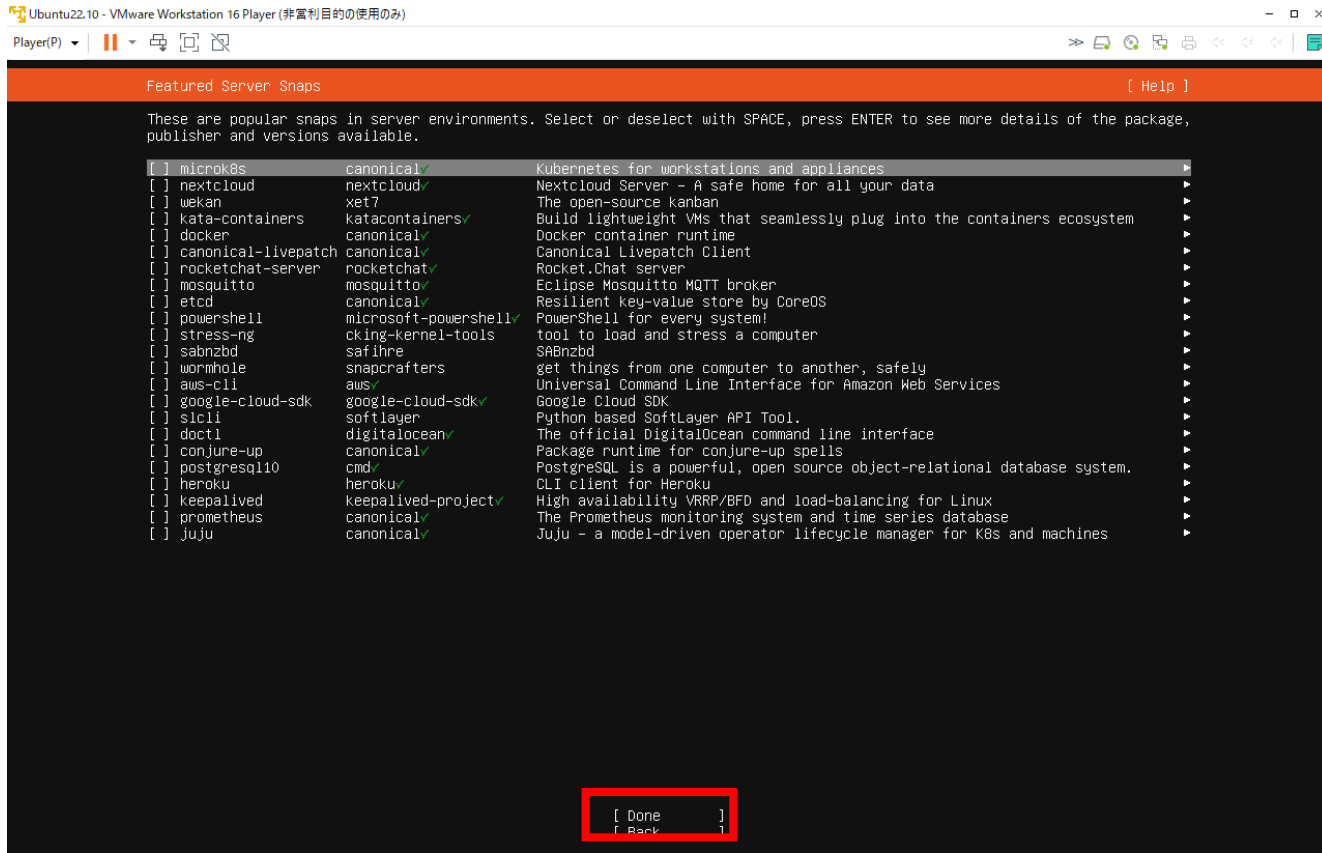 Ubuntu22.10 - VMware Workstation 16 Player (非営利目的の使用のみ)
Player(P)
Featured Server Snaps [ Help ]
These are popular snaps in server environments. Select or deselect with SPACE, press ENTER to see more details of the package,
publisher and versions available.
[ ] microk8s canonical✓ Kubernetes for workstations and appliances ▸
[ ] nextcloud nextcloud✓ Nextcloud Server – A safe home for all your data ▸
[ ] wekan xet7 The open-source kanban ▸
[ ] kata-containers katacontainers✓ Build lightweight VMs that seamlessly plug into the containers ecosystem ▸
[ ] docker canonical✓ Docker container runtime ▸
[ ] canonical-livepatch canonical✓ Canonical Livepatch Client ▸
[ ] rocketchat-server rocketchat✓ Rocket.Chat server ▸
[ ] mosquitto mosquitto✓ Eclipse Mosquitto MQTT broker ▸
[ ] etcd canonical✓ Resilient key-value store by CoreOS ▸
[ ] powershell microsoft-powershell✓ PowerShell for every system! ▸
[ ] stress-ng cking-kernel-tools tool to load and stress a computer ▸
[ ] sabnzbd safihre SABnzbd ▸
[ ] wormhole snapcrafters get things from one computer to another, safely ▸
[ ] aws-cli aws✓ Universal Command Line Interface for Amazon Web Services ▸
[ ] google-cloud-sdk google-cloud-sdk✓ Google Cloud SDK ▸
[ ] slcli softlayer Python based SoftLayer API Tool. ▸
[ ] doctl digitalocean✓ The official DigitalOcean command line interface ▸
[ ] conjure-up canonical✓ Package runtime for conjure-up spells ▸
[ ] postgresql10 cmd✓ PostgreSQL is a powerful, open source object-relational database system. ▸
[ ] heroku heroku✓ CLI client for Heroku ▸
[ ] keepalived keepalived-project✓ High availability VRRP/BFD and load-balancing for Linux ▸
[ ] prometheus canonical✓ The Prometheus monitoring system and time series database ▸
[ ] juju canonical✓ Juju – a model-driven operator lifecycle manager for K8s and machines ▸
[ Done ]
[ Back ]